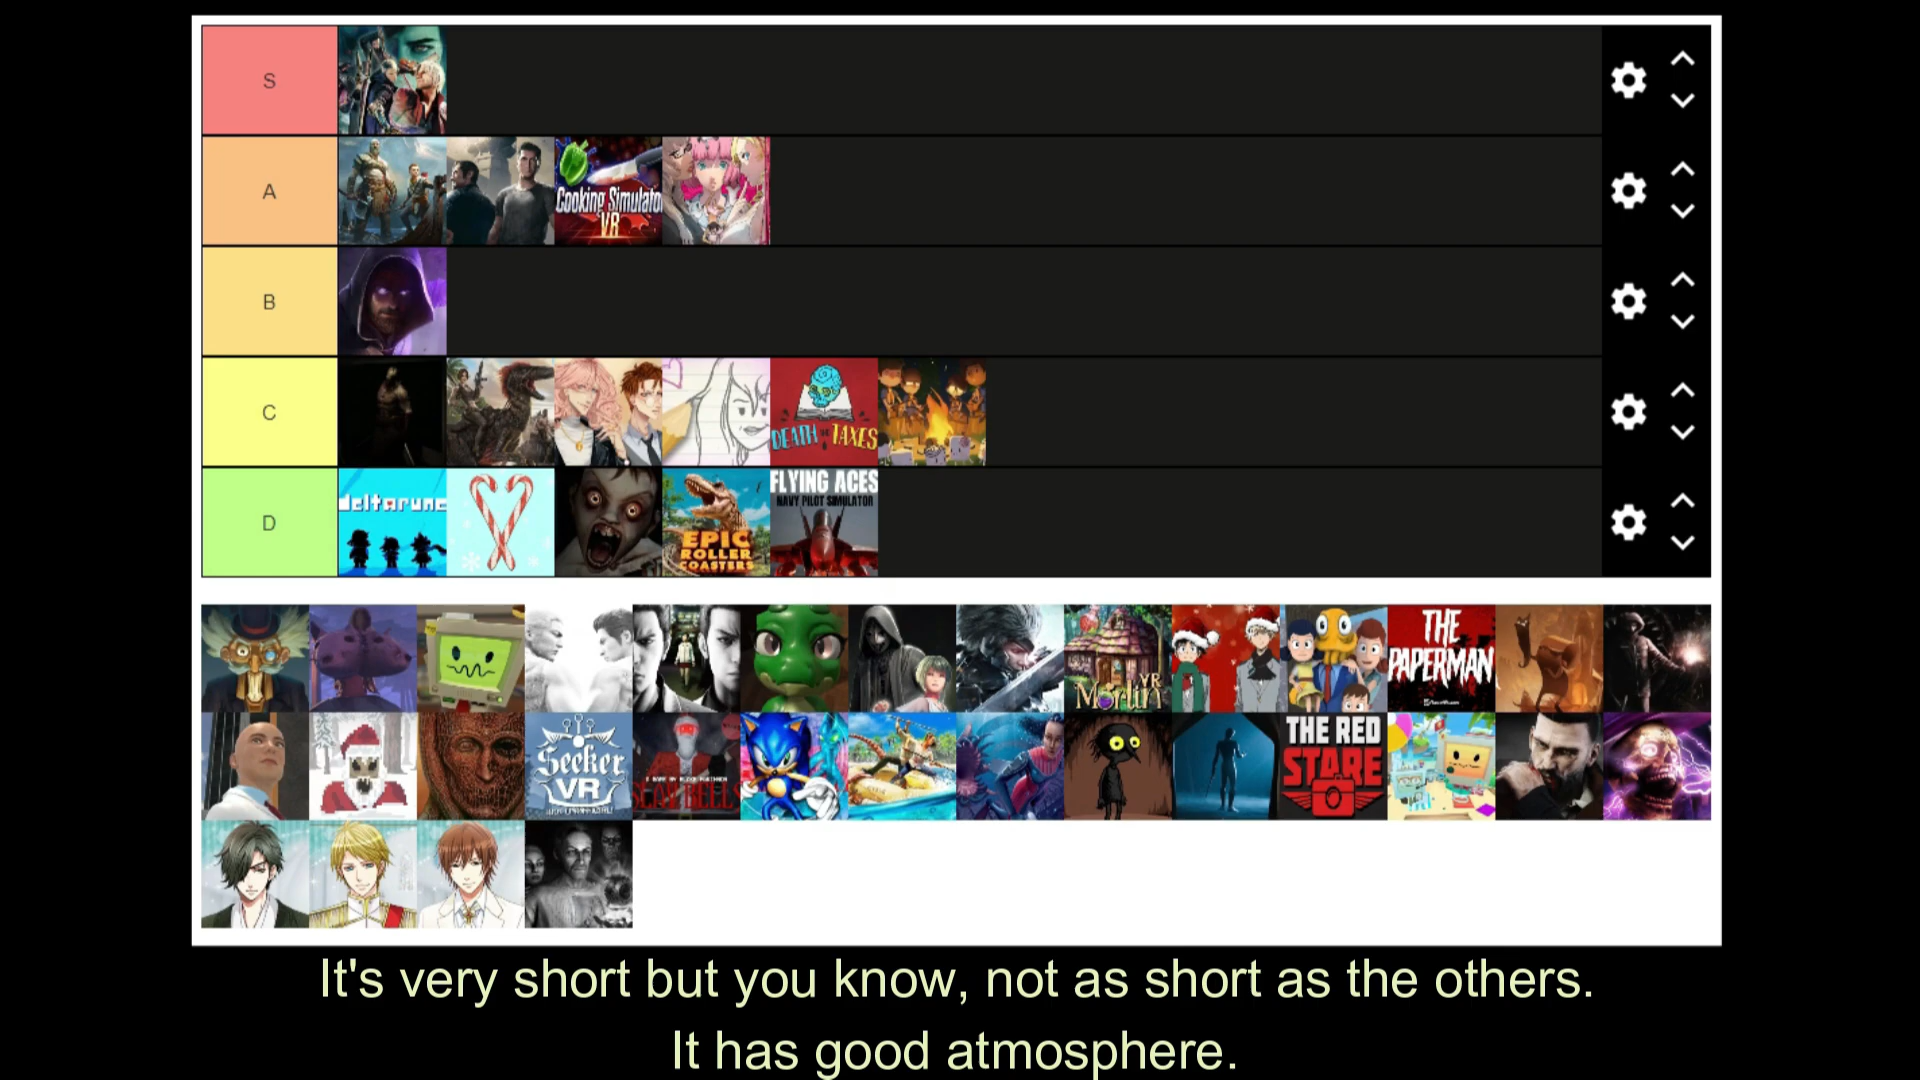 S
A
Cooking Simulato
VR
B
C
DEATH
TAXES
D
deltarune
EPIC
ROLLER
COASTERS
FLYING ACES
NAVY PILOT SIMULATOR
Merlin VR
THE
PAPERMAN
Seeker
VR
THE RED
STARE
It's very short but you know, not as short as the others.
It has good atmosphere.